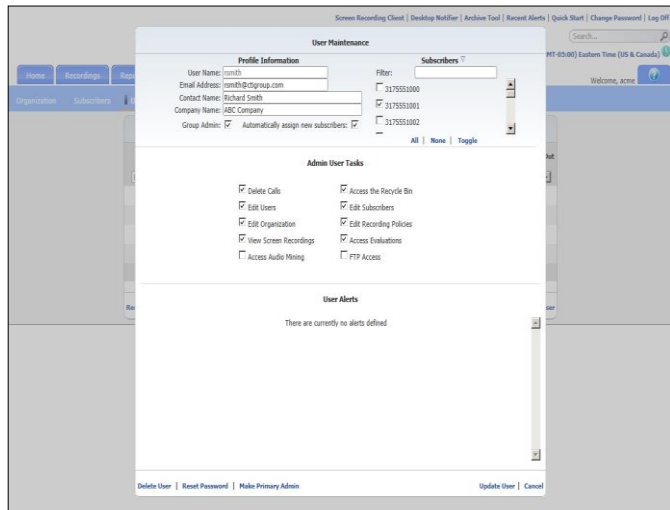 Screen Recording Client | Desktop Notifier | Archive Tool | Recent Alerts | Quick Start | Change Password | Log Off
Search...
MT-05:00) Eastern Time (US & Canada)
Home Recordings Repo
Welcome, acme
Organization Subscribers U
User Maintenance
Profile Information
User Name: rsmith
Email Address: rsmith@ctigroup.com
Contact Name: Richard Smith
Company Name: ABC Company
Group Admin: Automatically assign new subscribers:
Subscribers
Filter:
3175551000
3175551001
3175551002
All | None | Toggle
Admin User Tasks
Delete Calls Access the Recycle Bin
Edit Users Edit Subscribers
Edit Organization Edit Recording Policies
View Screen Recordings Access Evaluations
Access Audio Mining FTP Access
User Alerts
There are currently no alerts defined
Delete User | Reset Password | Make Primary Admin
Update User | Cancel